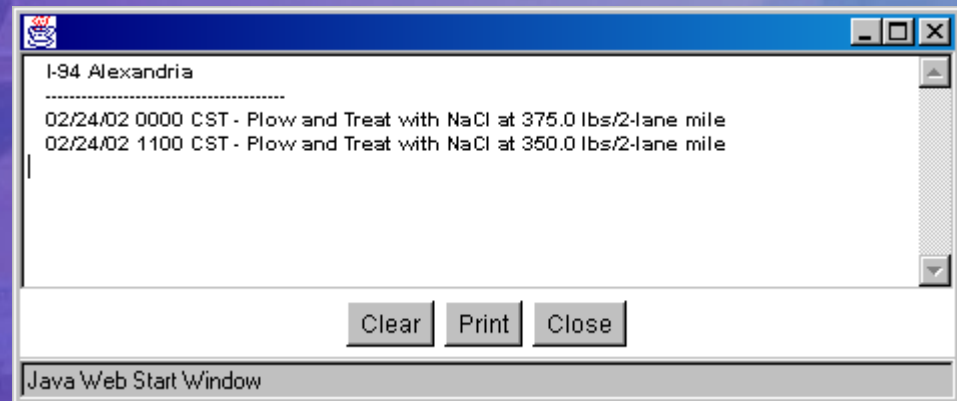 I-94 Alexandria
----------------------------------------
02/24/02 0000 CST - Plow and Treat with NaCl at 375.0 lbs/2-lane mile
02/24/02 1100 CST - Plow and Treat with NaCl at 350.0 lbs/2-lane mile
Clear Print Close
Java Web Start Window